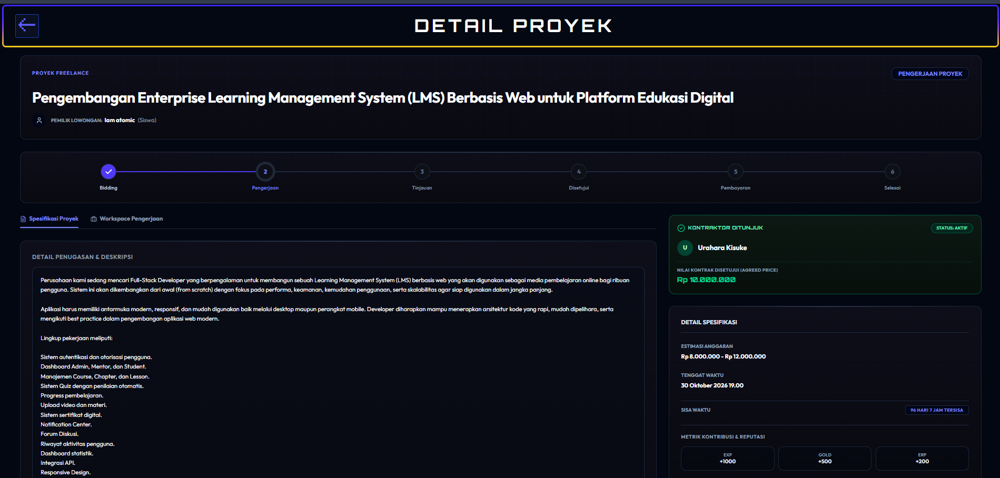 DETAIL PROYEK
PROYEK FREELANCE
PENGERJAAN PROYEK
Pengembangan Enterprise Learning Management System (LMS) Berbasis Web untuk Platform Edukasi Digital
PEMILIK LOWONGAN: Iam atomic (Siswa)
2
3
4
5
6
Bidding
Pengerjaan
Tinjauan
Disetujui
Pembayaran
Selesai
Spesifikasi Proyek
Workspace Pengerjaan
DETAIL PENUGASAN & DESKRIPSI
Perusahaan kami sedang mencari Full-Stack Developer yang berpengalaman untuk membangun sebuah Learning Management System (LMS) berbasis web yang akan digunakan sebagai media pembelajaran online bagi ribuan
pengguna. Sistem ini akan dikembangkan dari awal (from scratch) dengan fokus pada performa, keamanan, kemudahan penggunaan, serta skalabilitas agar siap digunakan dalam jangka panjang.
Aplikasi harus memiliki antarmuka modern, responsif, dan mudah digunakan baik melalui desktop maupun perangkat mobile. Developer diharapkan mampu menerapkan arsitektur kode yang rapi, mudah dipelihara, serta
mengikuti best practice dalam pengembangan aplikasi web modern.
Lingkup pekerjaan meliputi:
Sistem autentikasi dan otorisasi pengguna.
Dashboard Admin, Mentor, dan Student.
Manajemen Course, Chapter, dan Lesson.
Sistem Quiz dengan penilaian otomatis.
Progress pembelajaran.
Upload video dan materi.
Sistem sertifikat digital.
Notification Center.
Forum Diskusi.
Riwayat aktivitas pengguna.
Dashboard statistik.
Integrasi API.
Responsive Design.
KONTRAKTOR DITUNJUK
STATUS: AKTIF
U
Urahara Kisuke
NILAI KONTRAK DISETUJUI (AGREED PRICE)
Rp 10.000.000
DETAIL SPESIFIKASI
ESTIMASI ANGGARAN
Rp 8.000.000 - Rp 12.000.000
TENGGAT WAKTU
30 Oktober 2026 19.00
SISA WAKTU
96 HARI 7 JAM TERSISA
METRIK KONTRIBUSI & REPUTASI
EXP
+1000
GOLD
+500
ERP
+200